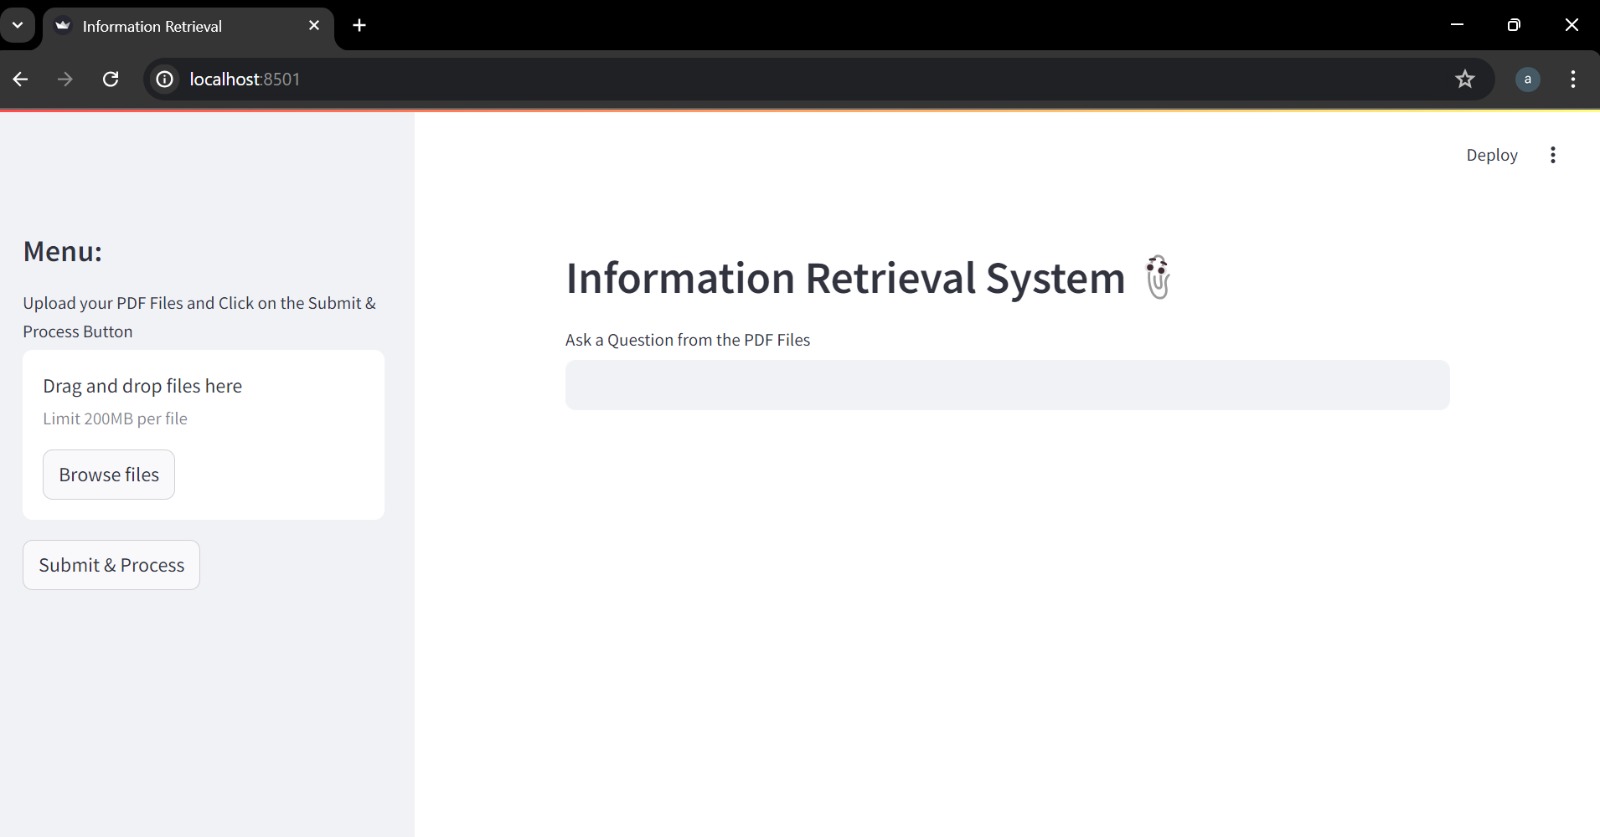 Information Retrieval
localhost:8501
a
Deploy
Menu:
Upload your PDF Files and Click on the Submit &
Process Button
Drag and drop files here
Limit 200MB per file
Browse files
Submit & Process
Information Retrieval System
Ask a Question from the PDF Files